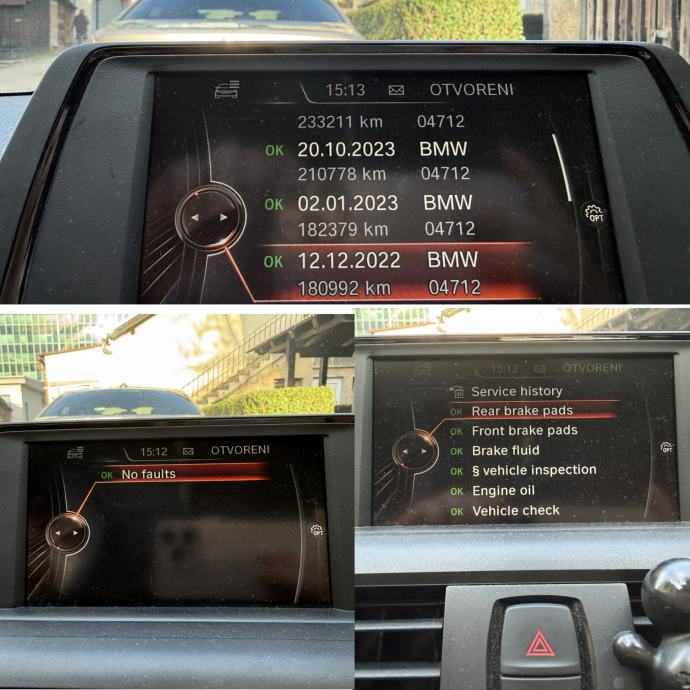 15:13 OTVORENI
233211 km 04712
OK 20.10.2023 BMW
210778 km 04712
OK 02.01.2023 BMW
182379 km 04712
OK 12.12.2022 BMW
180992 km 04712
OPT
15:12 OTVORENI
OK No faults
OPT
15:12 OTVORENI
Service history
OK Rear brake pads
OK Front brake pads
OK Brake fluid
OK § vehicle inspection
OK Engine oil
OK Vehicle check
OPT